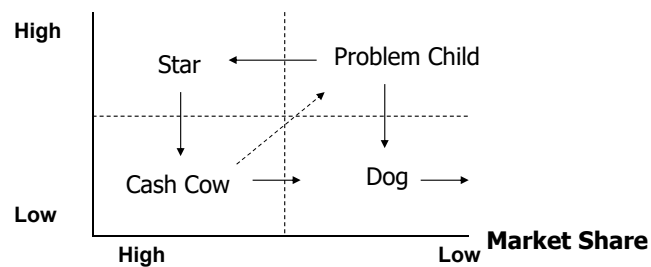 High
Star
Problem Child
Cash Cow
Dog
Low
High
Low
Market Share